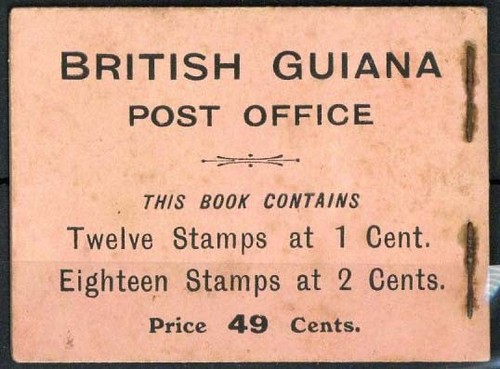 BRITISH GUIANA
POST OFFICE
THIS BOOK CONTAINS
Twelve Stamps at 1 Cent.
Eighteen Stamps at 2 Cents.
Price 49 Cents.